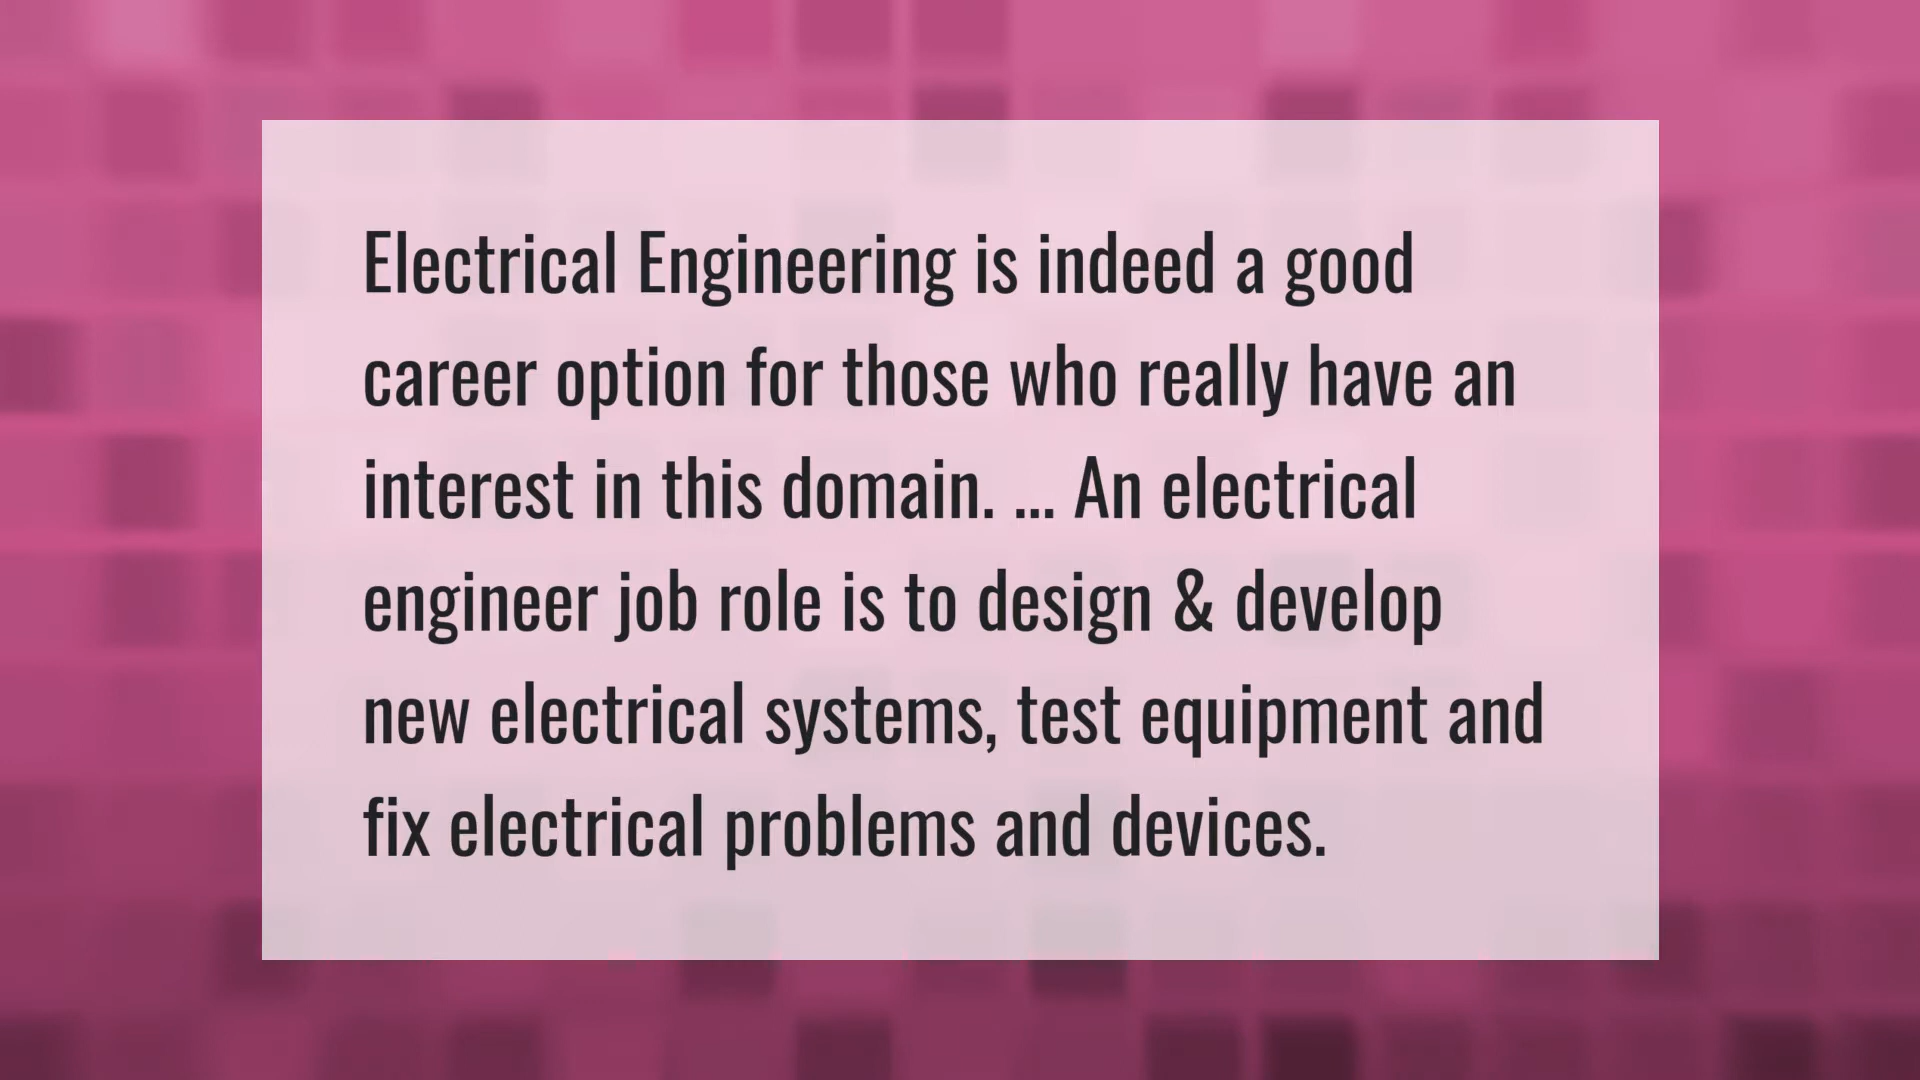 Electrical Engineering is indeed a good
career option for those who really have an
interest in this domain. ... An electrical
engineer job role is to design & develop
new electrical systems, test equipment and
fix electrical problems and devices.